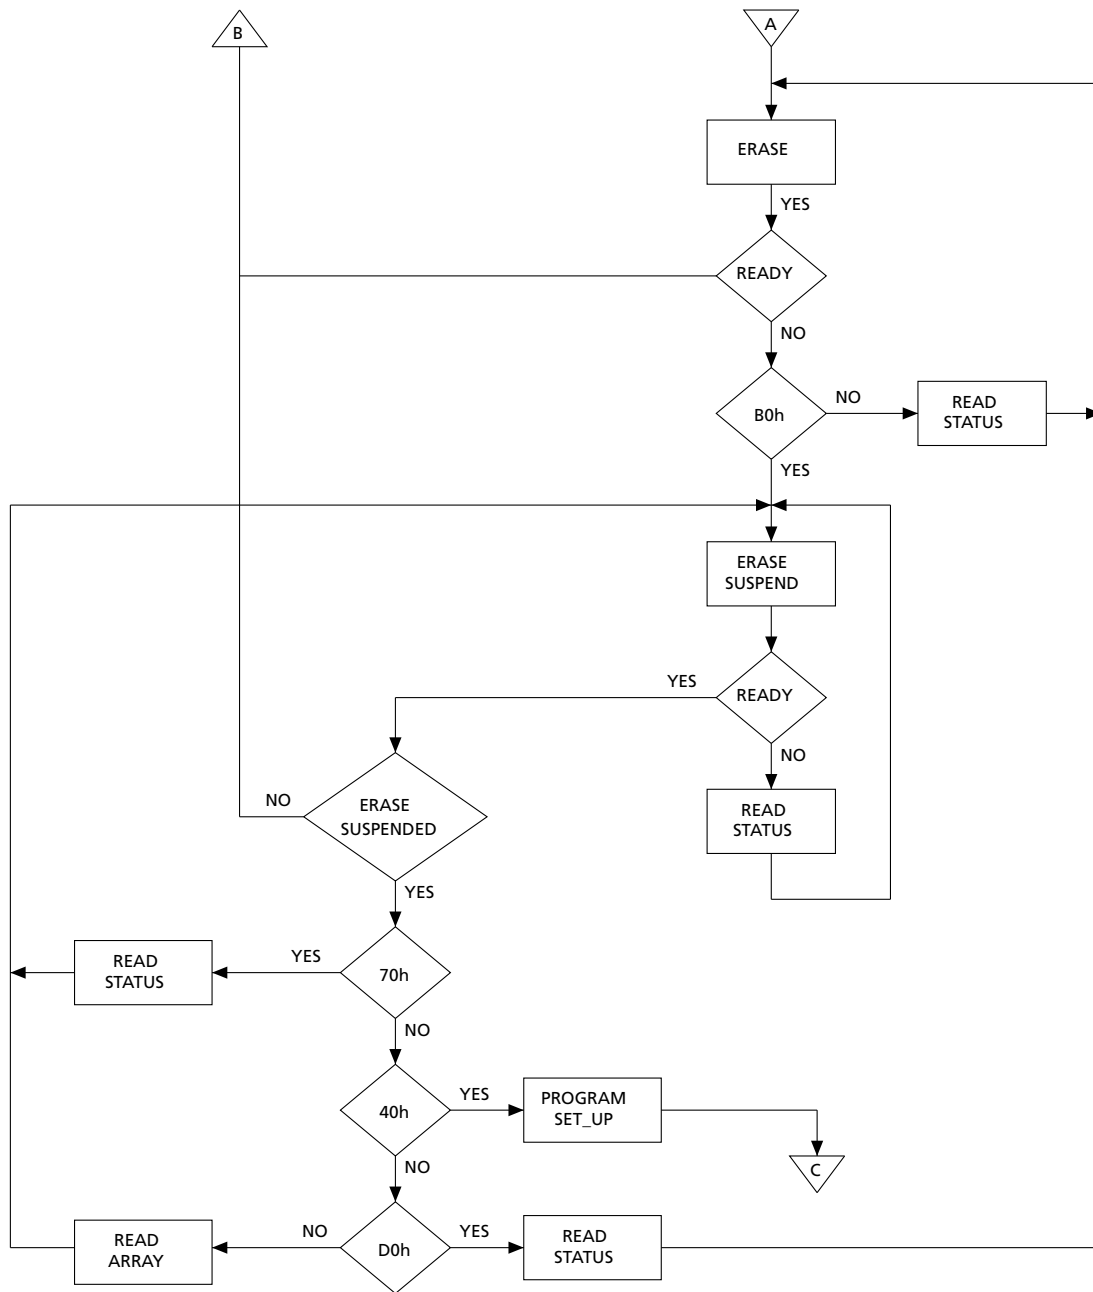 B
A
ERASE
YES
READY
NO
B0h
NO
READ
STATUS
YES
ERASE
SUSPEND
YES
READY
NO
NO
ERASE
SUSPENDED
READ
STATUS
YES
READ
STATUS
YES
70h
NO
40h
YES
PROGRAM
SET_UP
NO
C
READ
ARRAY
NO
D0h
YES
READ
STATUS